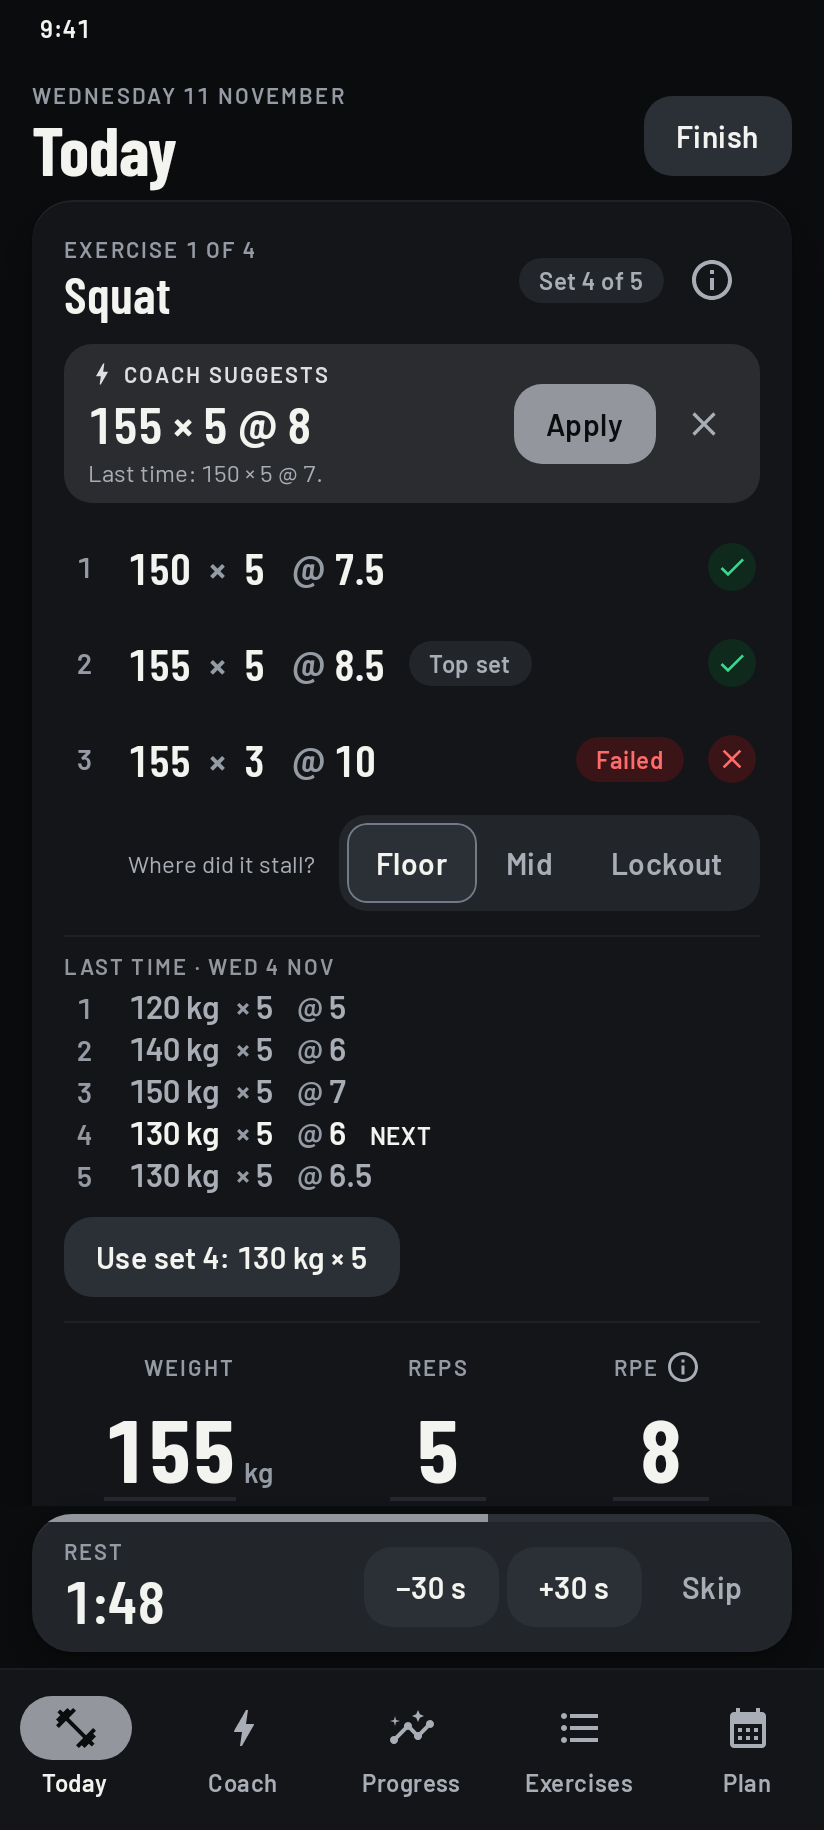 9:41
WEDNESDAY 11 NOVEMBER
Today
Finish
EXERCISE 1 OF 4
Squat
Set 4 of 5
COACH SUGGESTS
155 × 5 @ 8
Last time: 150 × 5 @ 7.
Apply
1 150 × 5 @ 7.5
2 155 × 5 @ 8.5 Top set
3 155 × 3 @ 10 Failed
Where did it stall? Floor Mid Lockout
LAST TIME · WED 4 NOV
1 120 kg × 5 @ 5
2 140 kg × 5 @ 6
3 150 kg × 5 @ 7
4 130 kg × 5 @ 6 NEXT
5 130 kg × 5 @ 6.5
Use set 4: 130 kg × 5
WEIGHT REPS RPE
155 kg 5 8
REST
1:48
−30 s +30 s Skip
Today Coach Progress Exercises Plan